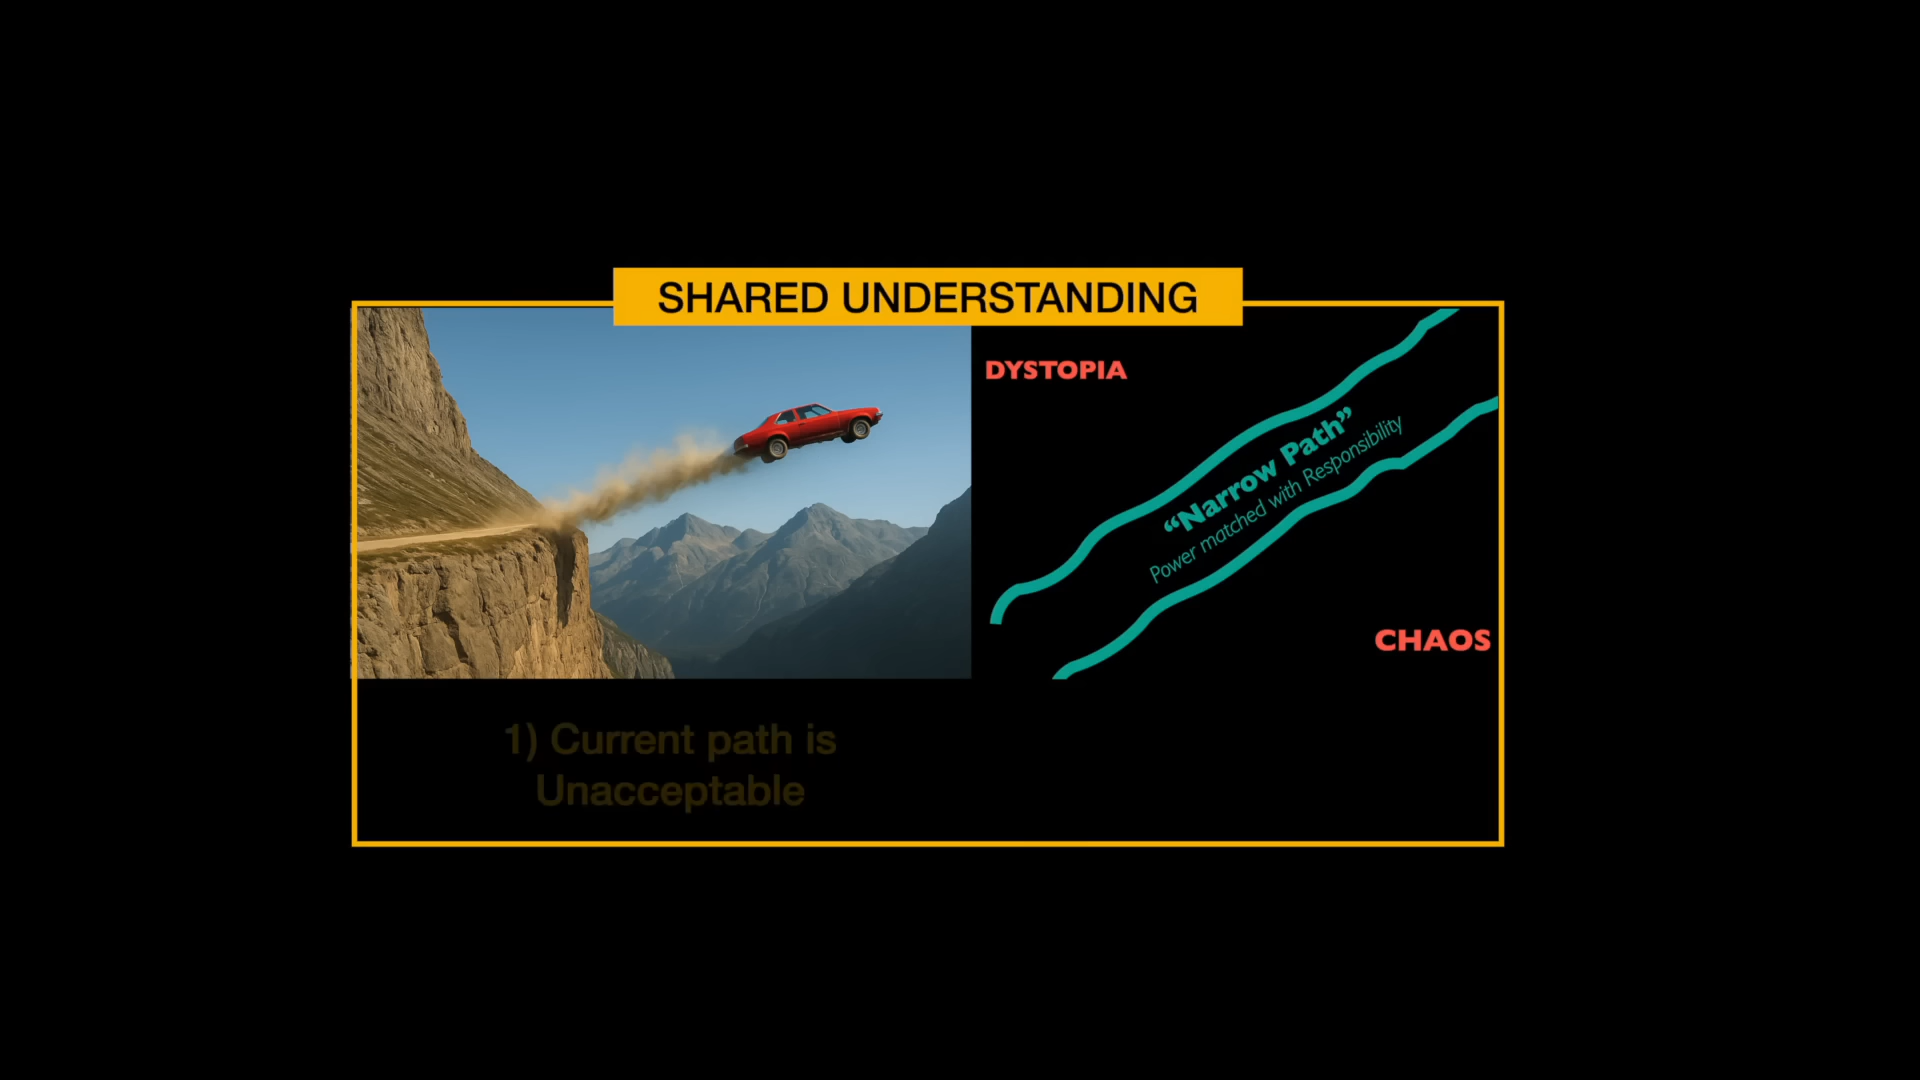 SHARED UNDERSTANDING
DYSTOPIA
“Narrow Path”
Power matched with Responsibility
CHAOS
1) Current path is
Unacceptable